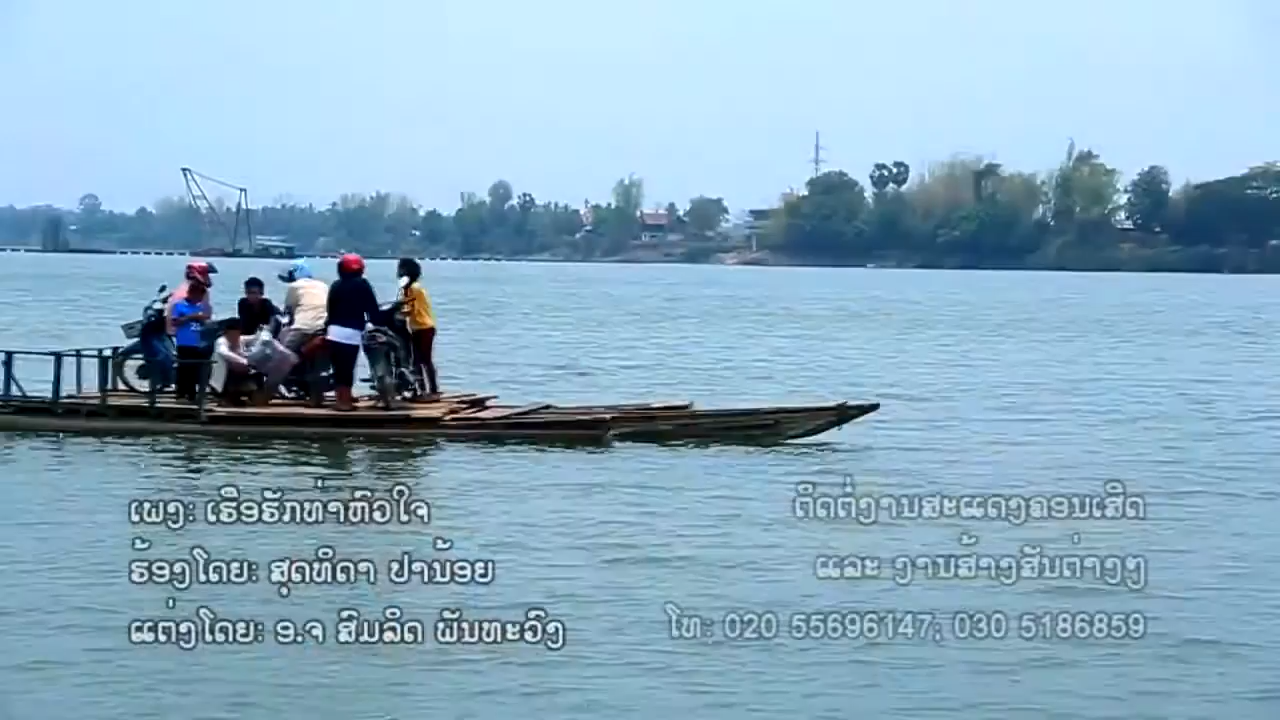 ເພງ: ເຮືອຮັກທ່າຫົວໃຈ
ຮ້ອງໂດຍ: ສຸດທິດາ ປານ້ອຍ
ແຕ່ງໂດຍ: ອ.ຈ ສົມລິດ ພັນທະວົງ
ຕິດຕໍ່ງານສະແດງຄອນເສີດ
ແລະ ງານສ້າງສັນຕ່າງໆ
ໂທ: 020 55696147; 030 5186859